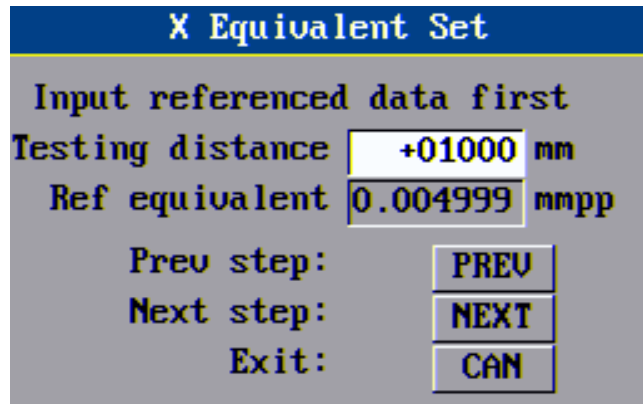 X Equivalent Set
Input referenced data first
Testing distance +01000 mm
Ref equivalent 0.004999 mmpp
Prev step: PREV
Next step: NEXT
Exit: CAN